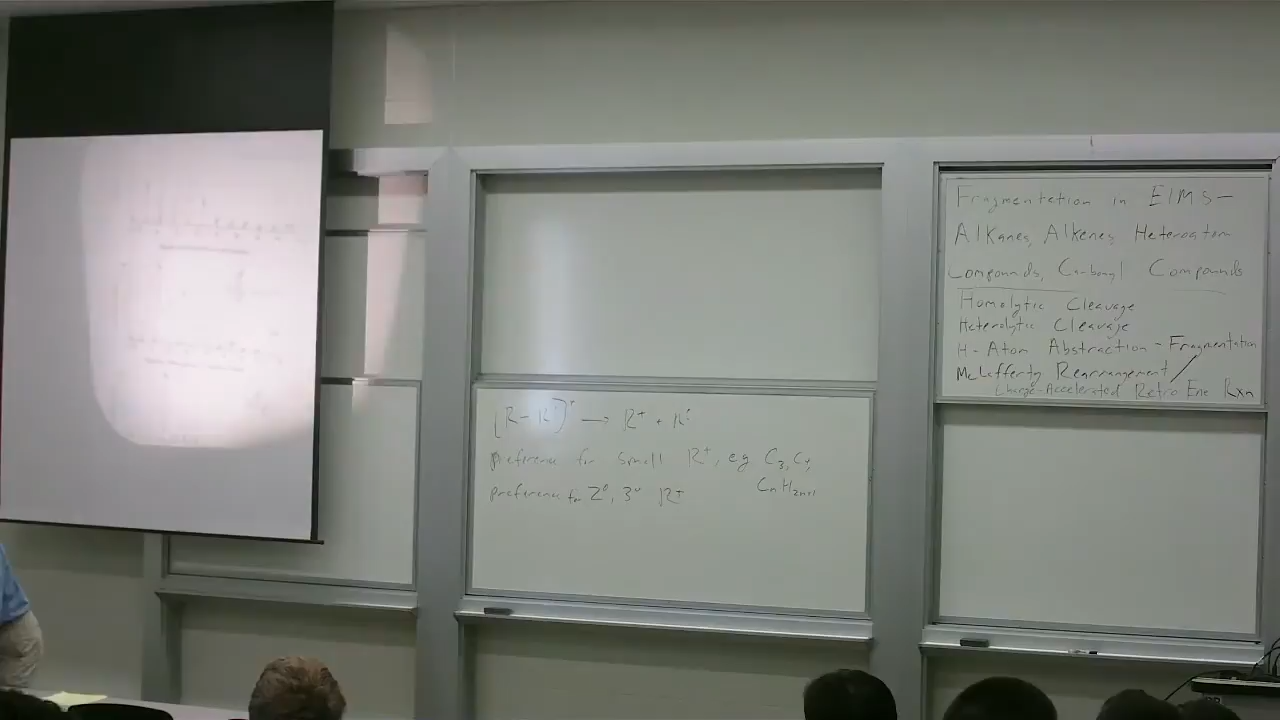 [R-R']⁺˙ → R⁺ + R'˙
preference for small R⁺, eg C₃, C₄
CnH2n+1
preference for 2°, 3° R⁺
Fragmentation in EIMS-
Alkanes, Alkenes, Heteroatom
Compounds, Carbonyl Compounds
Homolytic Cleavage
Heterolytic Cleavage
H-Atom Abstraction - Fragmentation
McLafferty Rearrangement
Charge-Accelerated Retro Ene Rxn